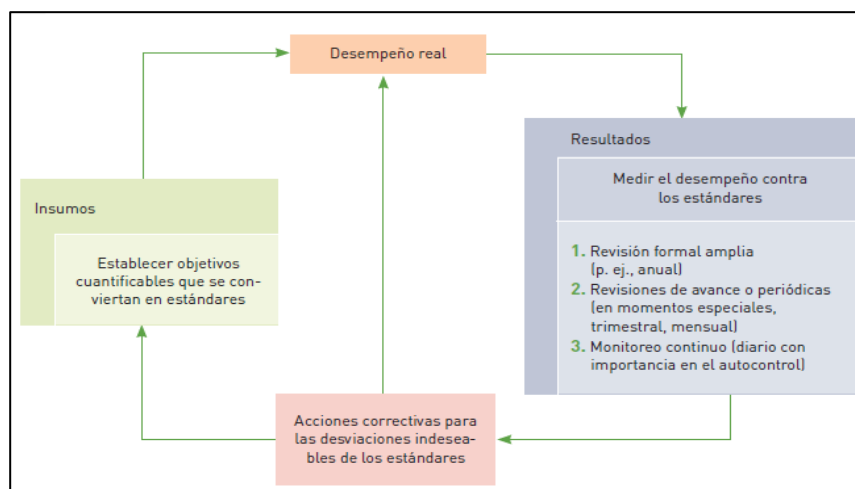 Desempeño real
Resultados
Medir el desempeño contra
los estándares
Insumos
Establecer objetivos
cuantificables que se con-
viertan en estándares
1. Revisión formal amplia
(p. ej., anual)
2. Revisiones de avance o periódicas
(en momentos especiales,
trimestral, mensual)
3. Monitoreo continuo (diario con
importancia en el autocontrol)
Acciones correctivas para
las desviaciones indesea-
bles de los estándares